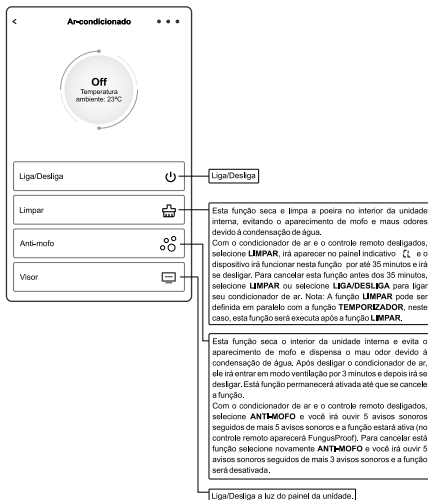 < Ar-condicionado •••
Off
Temperatura
ambiente: 23ºC
Liga/Desliga
Limpar
Anti-mofo
Visor
Liga/Desliga
Esta função seca e limpa a poeira no interior da unidade
interna, evitando o aparecimento de mofo e maus odores
devido à condensação de água.
Com o condicionador de ar e o controle remoto desligados,
selecione LIMPAR, irá aparecer no painel indicativo CL e o
dispositivo irá funcionar nesta função por até 35 minutos e irá
se desligar. Para cancelar esta função antes dos 35 minutos,
selecione LIMPAR ou selecione LIGA/DESLIGA para ligar
seu condicionador de ar. Nota: A função LIMPAR pode ser
definida em paralelo com a função TEMPORIZADOR, neste
caso, esta função será executa após a função LIMPAR.
Esta função seca o interior da unidade interna e evita o
aparecimento de mofo e dispensa o mau odor devido à
condensação de água. Após desligar o condicionador de ar,
ele irá entrar em modo ventilação por 3 minutos e depois irá se
desligar. Está função permanecerá ativada até que se cancele
a função.
Com o condicionador de ar e o controle remoto desligados,
selecione ANTI-MOFO e você irá ouvir 5 avisos sonoros
seguidos de mais 5 avisos sonoros e a função estará ativa (no
controle remoto aparecerá FungusProof). Para cancelar está
função selecione novamente ANTI-MOFO e você irá ouvir 5
avisos sonoros seguidos de mais 3 avisos sonoros e a função
será desativada.
Liga/Desliga a luz do painel da unidade.